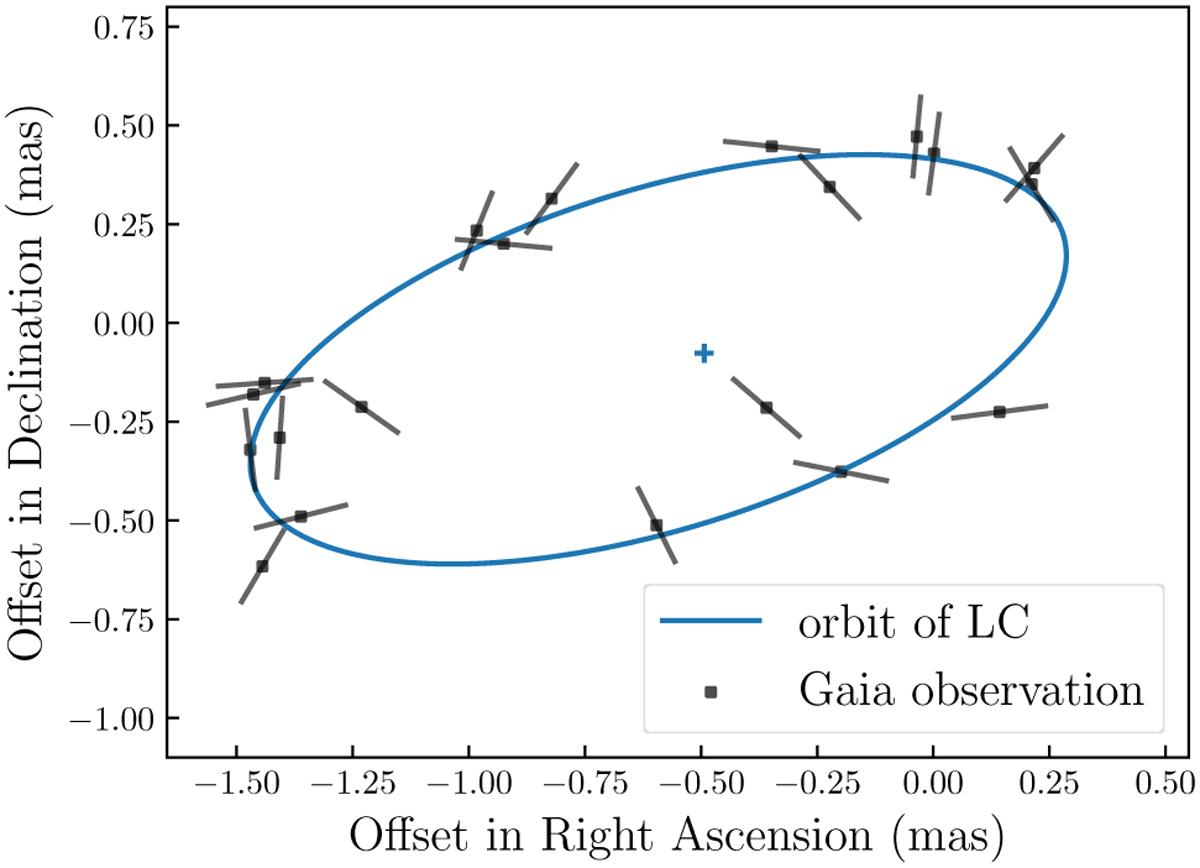 Offset in Declination (mas)
0.75
0.50
0.25
0.00
−0.25
−0.50
−0.75
−1.00
orbit of LC
Gaia observation
−1.50 −1.25 −1.00 −0.75 −0.50 −0.25 0.00 0.25 0.50
Offset in Right Ascension (mas)